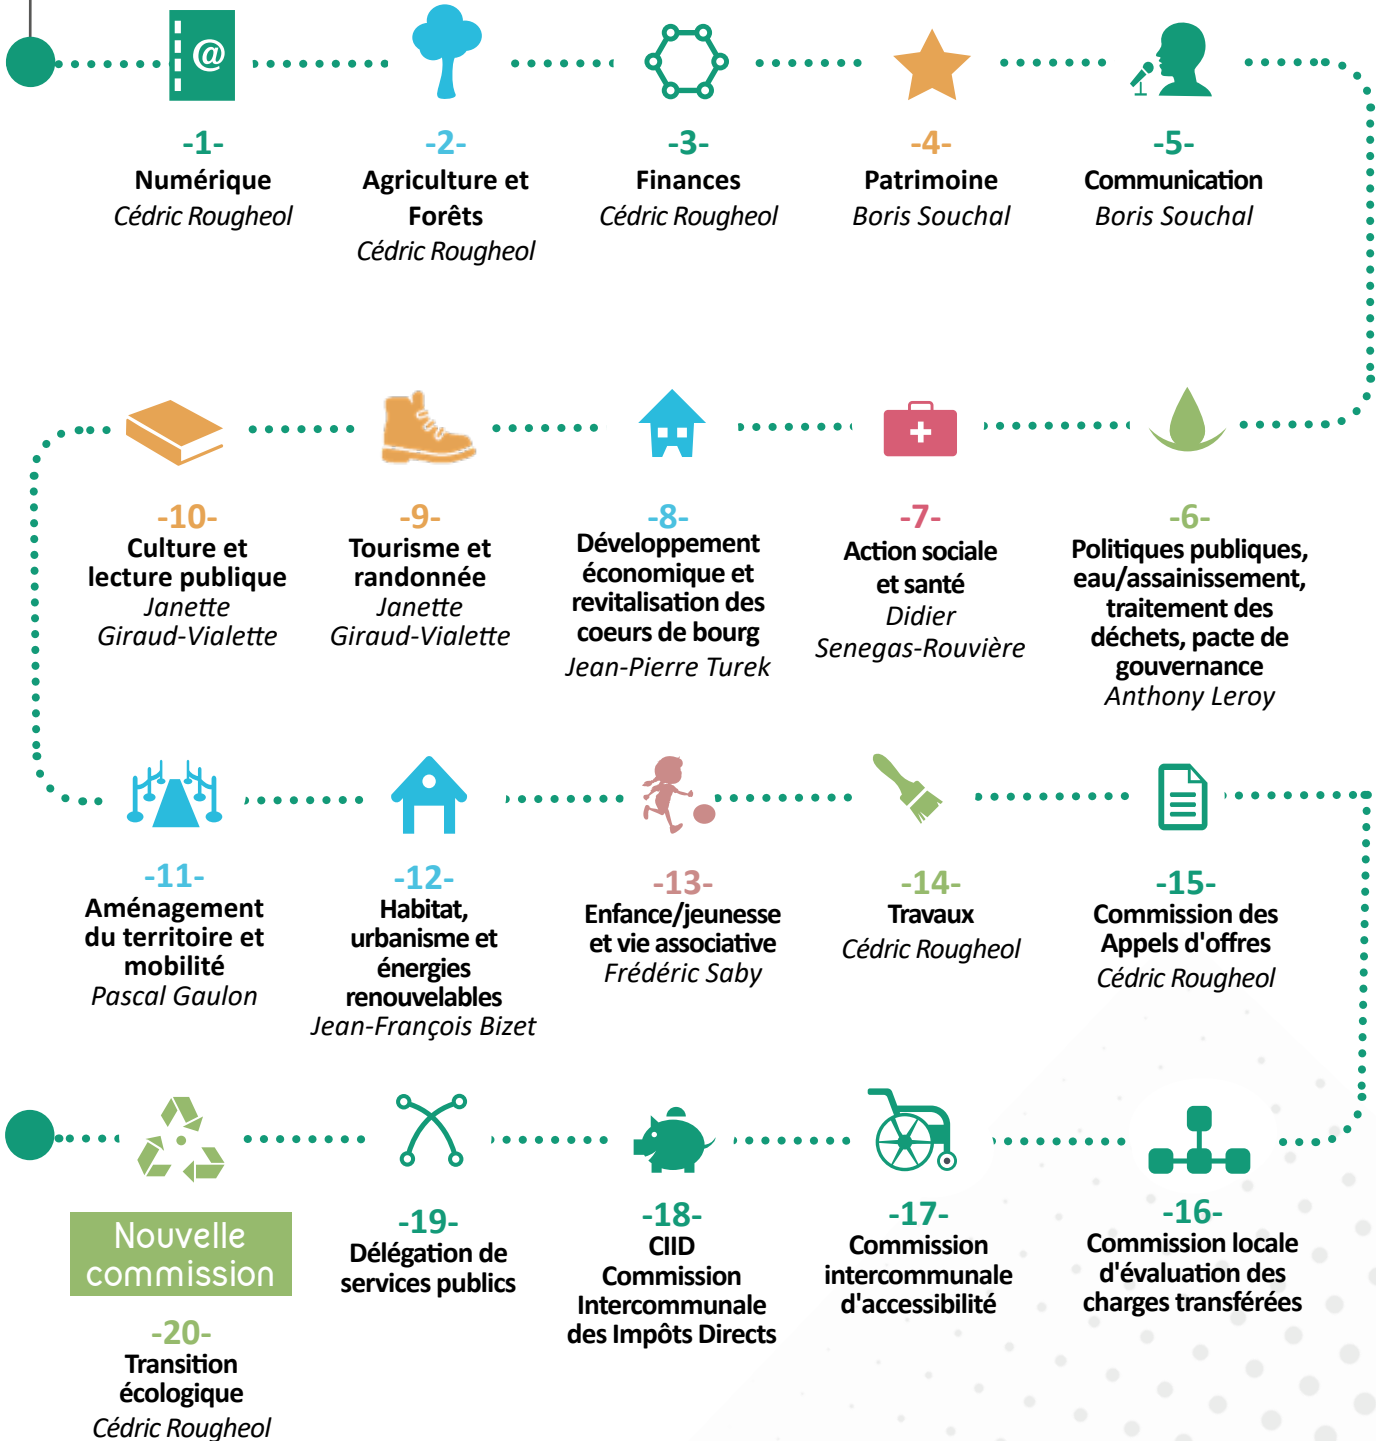 @
-1-
Numérique
Cédric Rougheol
-2-
Agriculture et
Forêts
Cédric Rougheol
-3-
Finances
Cédric Rougheol
-4-
Patrimoine
Boris Souchal
-5-
Communication
Boris Souchal
-10-
Culture et
lecture publique
Janette
Giraud-Vialette
-9-
Tourisme et
randonnée
Janette
Giraud-Vialette
-8-
Développement
économique et
revitalisation des
coeurs de bourg
Jean-Pierre Turek
-7-
Action sociale
et santé
Didier
Senegas-Rouvière
-6-
Politiques publiques,
eau/assainissement,
traitement des
déchets, pacte de
gouvernance
Anthony Leroy
-11-
Aménagement
du territoire et
mobilité
Pascal Gaulon
-12-
Habitat,
urbanisme et
énergies
renouvelables
Jean-François Bizet
-13-
Enfance/jeunesse
et vie associative
Frédéric Saby
-14-
Travaux
Cédric Rougheol
-15-
Commission des
Appels d'offres
Cédric Rougheol
Nouvelle
commission
-20-
Transition
écologique
Cédric Rougheol
-19-
Délégation de
services publics
-18-
CIID
Commission
Intercommunale
des Impôts Directs
-17-
Commission
intercommunale
d'accessibilité
-16-
Commission locale
d'évaluation des
charges transférées